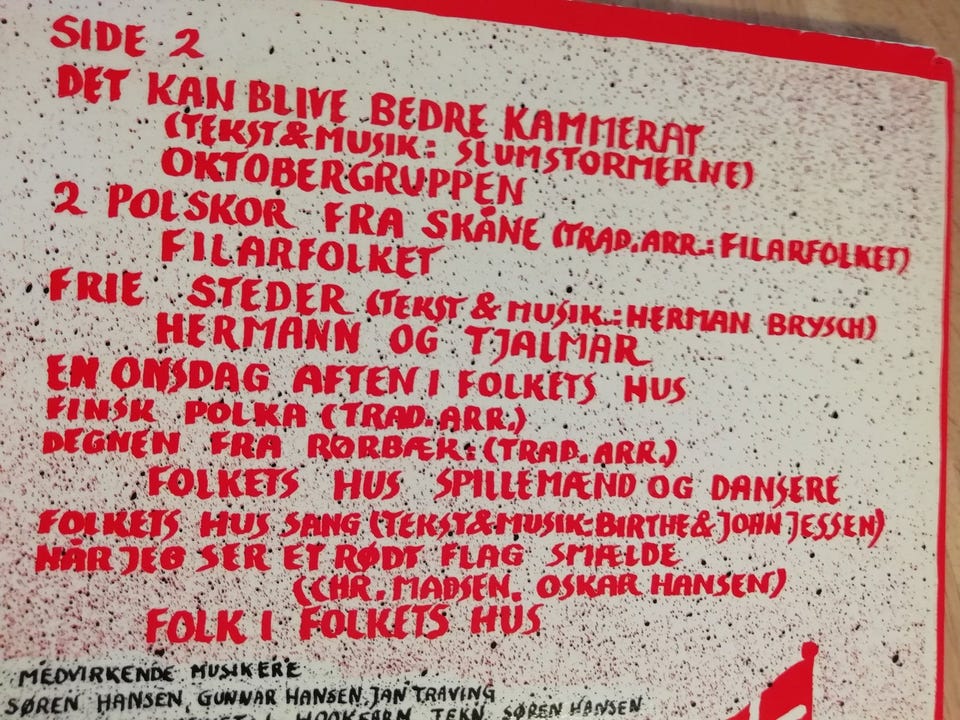 SIDE 2
DET KAN BLIVE BEDRE KAMMERAT
(TEKST & MUSIK: SLUMSTORMERNE)
OKTOBERGRUPPEN
2 POLSKOR FRA SKÅNE (TRAD. ARR.: FILARFOLKET)
FILARFOLKET
FRIE STEDER (TEKST & MUSIK.: HERMAN BRYSCH)
HERMANN OG TJALMAR
EN ONSDAG AFTEN I FOLKETS HUS
FINSK POLKA (TRAD. ARR.)
DEGNEN FRA RØRBÆK: (TRAD. ARR.)
FOLKETS HUS SPILLEMÆND OG DANSERE
FOLKETS HUS SANG (TEKST & MUSIK: BIRTHE & JOHN JESSEN)
NÅR JEG SER ET RØDT FLAG SMÆLDE
(CHR. MADSEN. OSKAR HANSEN)
FOLK I FOLKETS HUS
MEDVIRKENDE MUSIKERE
SØREN HANSEN, GUNNAR HANSEN, JAN TRAVING
HOOKFARM TEKN. SØREN HANSEN